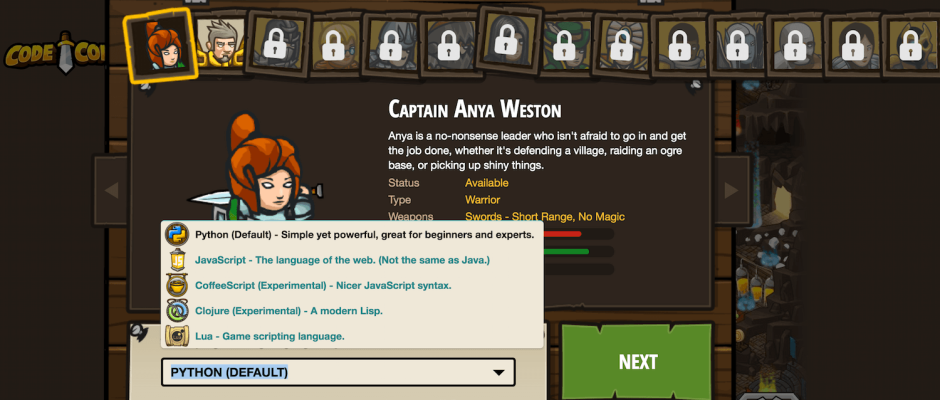 CODE CO
CAPTAIN ANYA WESTON
Anya is a no-nonsense leader who isn't afraid to go in and get
the job done, whether it's defending a village, raiding an ogre
base, or picking up shiny things.
Status Available
Type Warrior
Weapons Swords - Short Range, No Magic
Python (Default) - Simple yet powerful, great for beginners and experts.
JS
JavaScript - The language of the web. (Not the same as Java.)
CoffeeScript (Experimental) - Nicer JavaScript syntax.
Clojure (Experimental) - A modern Lisp.
Lua - Game scripting language.
PYTHON (DEFAULT)
NEXT